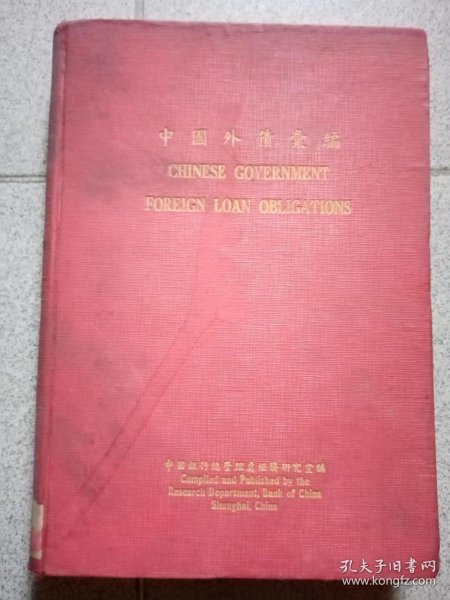 中國外債彙編
CHINESE GOVERNMENT
FOREIGN LOAN OBLIGATIONS
中國銀行總管理處經濟研究室編
Compiled and Published by the
Research Department, Bank of China
Shanghai, China
孔夫子旧书网
www.kongfz.com